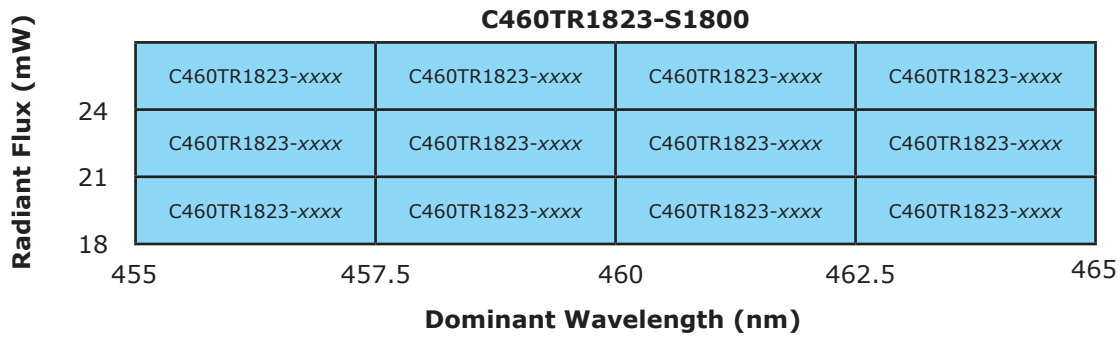 C460TR1823-S1800
Radiant Flux (mW)
C460TR1823-xxxx C460TR1823-xxxx C460TR1823-xxxx C460TR1823-xxxx
24
C460TR1823-xxxx C460TR1823-xxxx C460TR1823-xxxx C460TR1823-xxxx
21
C460TR1823-xxxx C460TR1823-xxxx C460TR1823-xxxx C460TR1823-xxxx
18
455 457.5 460 462.5 465
Dominant Wavelength (nm)